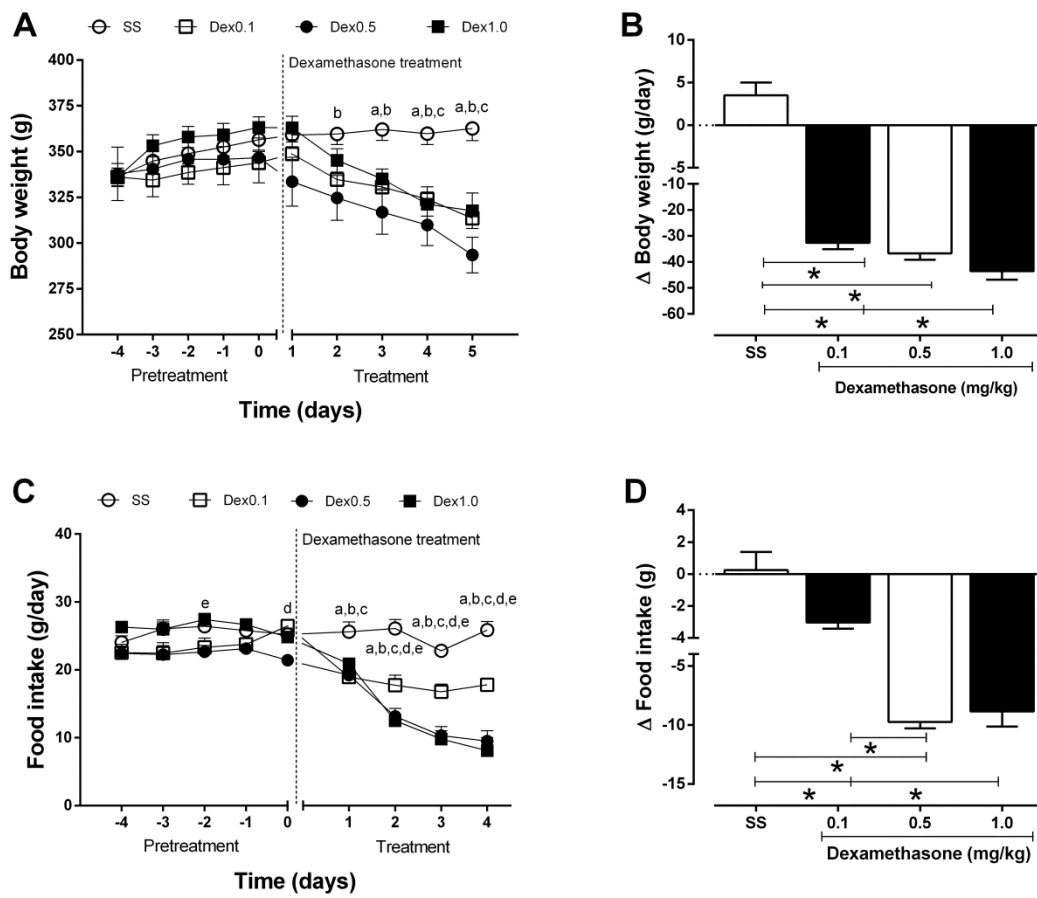 A
SS Dex0.1 Dex0.5 Dex1.0
Dexamethasone treatment
Body weight (g)
400
375
350
325
300
275
250
b a,b a,b,c a,b,c
-4 -3 -2 -1 0 1 2 3 4 5
Pretreatment Treatment
Time (days)
B
Δ Body weight (g/day)
10
5
0
5
-10
-20
-30
-40
-50
-60
*
*
* *
SS 0.1 0.5 1.0
Dexamethasone (mg/kg)
C
SS Dex0.1 Dex0.5 Dex1.0
Dexamethasone treatment
Food intake (g/day)
40
30
20
10
0
e d a,b,c a,b,c,d,e a,b,c,d,e a,b,c,d,e
-4 -3 -2 -1 0 1 2 3 4
Pretreatment Treatment
Time (days)
D
Δ Food intake (g)
4
2
0
-2
-4
-10
-15
*
*
* *
SS 0.1 0.5 1.0
Dexamethasone (mg/kg)